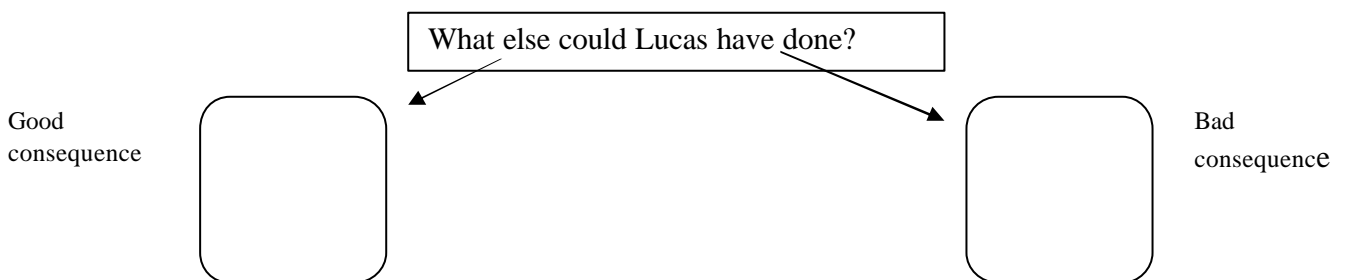 What else could Lucas have done?
Good
consequence
Bad
consequence